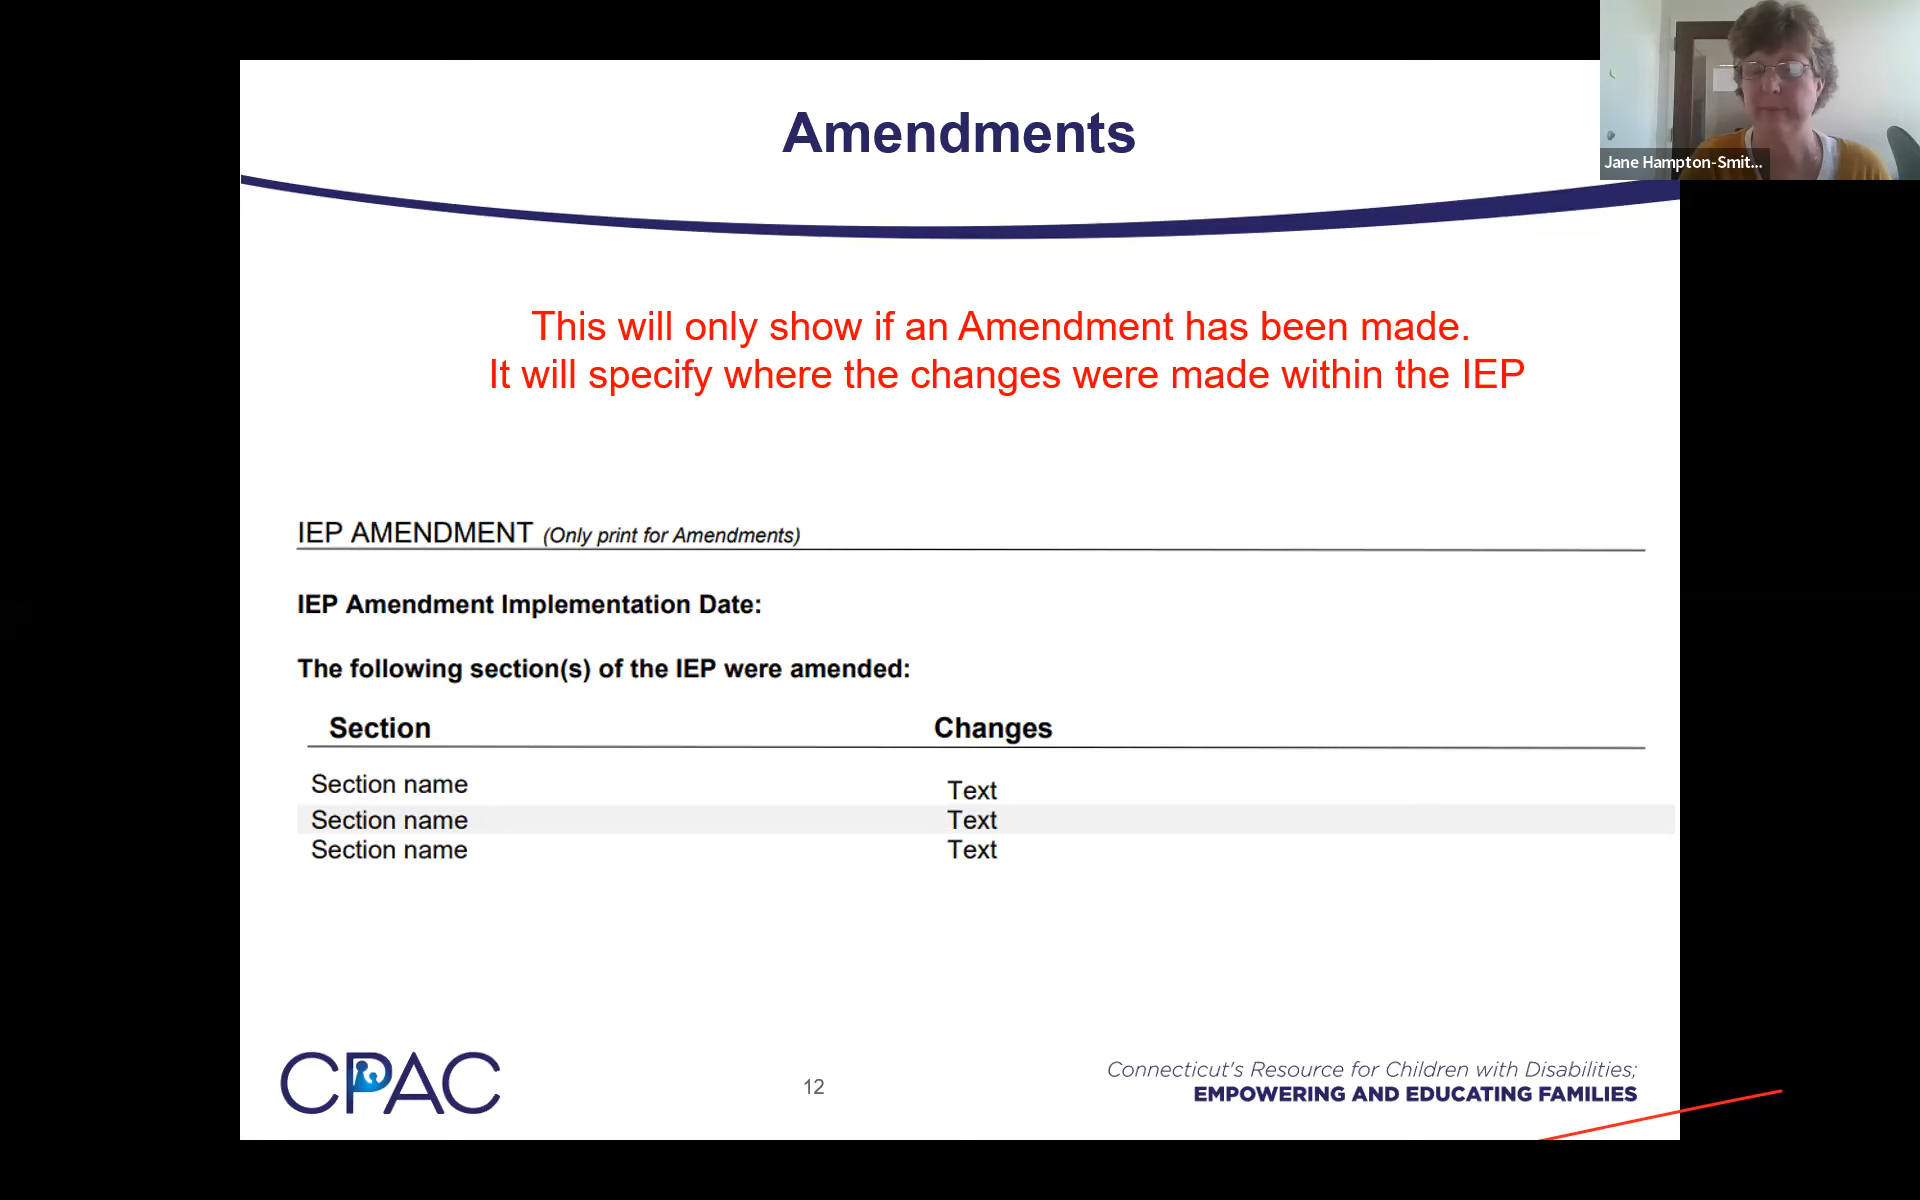 Amendments
Jane Hampton-Smit...
This will only show if an Amendment has been made.
It will specify where the changes were made within the IEP
IEP AMENDMENT (Only print for Amendments)
IEP Amendment Implementation Date:
The following section(s) of the IEP were amended:
Section Changes
Section name Text
Section name Text
Section name Text
CPAC
12
Connecticut's Resource for Children with Disabilities;
EMPOWERING AND EDUCATING FAMILIES